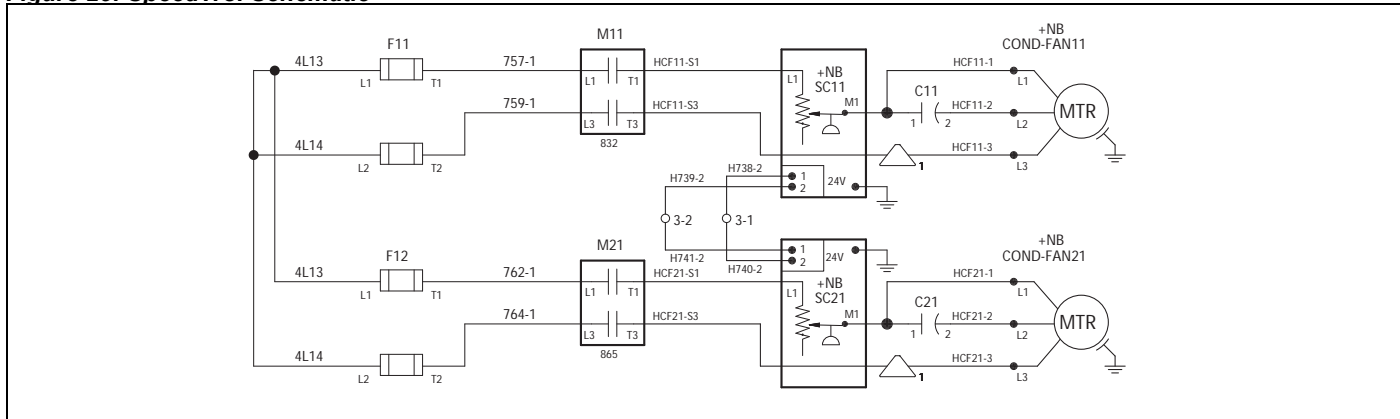 +NB
COND-FAN11
F11
M11
4L13
757-1
HCF11-S1
+NB
SC11
HCF11-1
L1
T1
L1
T1
L1
C11
L1
MTR
759-1
HCF11-S3
M1
HCF11-2
1
2
L2
L3
T3
832
4L14
HCF11-3
L2
T2
1
L3
H738-2
H739-2
1
2
24V
3-2
3-1
+NB
COND-FAN21
M21
H741-2
H740-2
1
2
24V
F12
4L13
762-1
HCF21-S1
+NB
SC21
HCF21-1
L1
T1
L1
T1
L1
C21
L1
MTR
764-1
HCF21-S3
M1
HCF21-2
1
2
L2
L3
T3
865
4L14
HCF21-3
L2
T2
1
L3